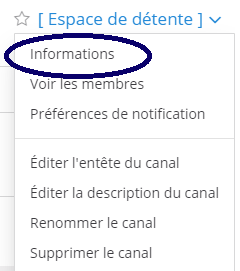 [ Espace de détente ]
Informations
Voir les membres
Préférences de notification
Éditer l'entête du canal
Éditer la description du canal
Renommer le canal
Supprimer le canal